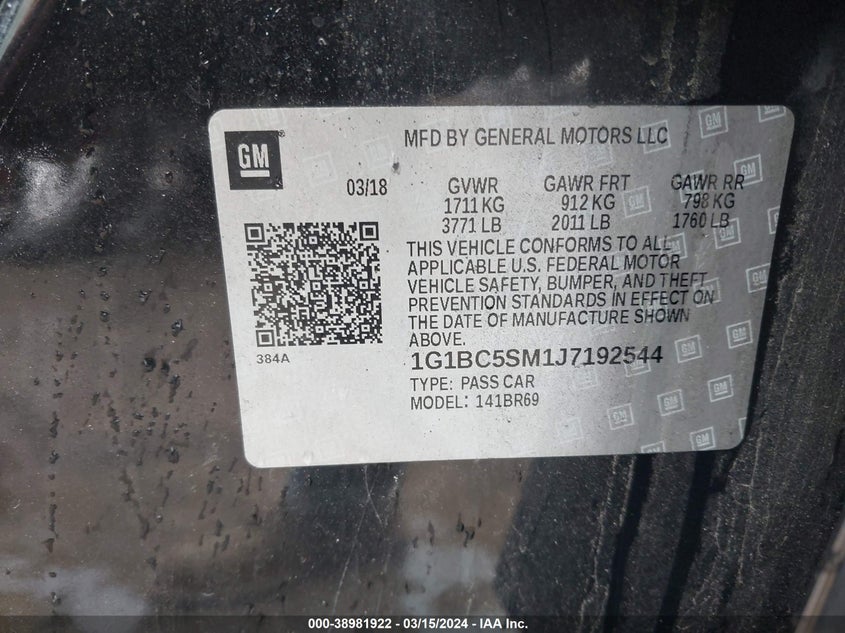 GM
MFD BY GENERAL MOTORS LLC
03/18
GVWR GAWR FRT GAWR RR
1711 KG 912 KG 798 KG
3771 LB 2011 LB 1760 LB
THIS VEHICLE CONFORMS TO ALL
APPLICABLE U.S. FEDERAL MOTOR
VEHICLE SAFETY, BUMPER, AND THEFT
PREVENTION STANDARDS IN EFFECT ON
THE DATE OF MANUFACTURE SHOWN
ABOVE.
384A
1G1BC5SM1J7192544
TYPE: PASS CAR
MODEL: 141BR69
000-38981922 - 03/15/2024 - IAA Inc.